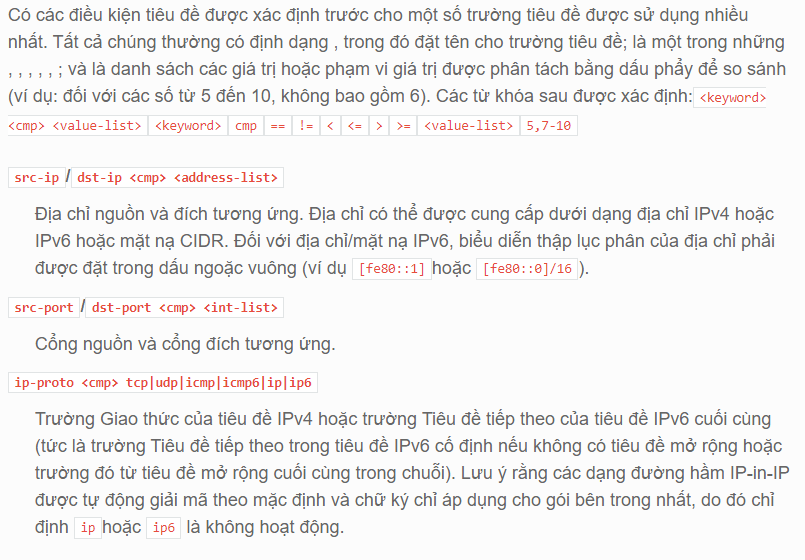 Có các điều kiện tiêu đề được xác định trước cho một số trường tiêu đề được sử dụng nhiều
nhất. Tất cả chúng thường có định dạng , trong đó đặt tên cho trường tiêu đề; là một trong những
, , , , , ; và là danh sách các giá trị hoặc phạm vi giá trị được phân tách bằng dấu phẩy để so sánh
(ví dụ: đối với các số từ 5 đến 10, không bao gồm 6). Các từ khóa sau được xác định: <keyword>
<cmp> <value-list> <keyword> cmp == != < <= > >= <value-list> 5,7-10
src-ip/dst-ip <cmp> <address-list>
Địa chỉ nguồn và đích tương ứng. Địa chỉ có thể được cung cấp dưới dạng địa chỉ IPv4 hoặc
IPv6 hoặc mặt nạ CIDR. Đối với địa chỉ/mặt nạ IPv6, biểu diễn thập lục phân của địa chỉ phải
được đặt trong dấu ngoặc vuông (ví dụ [fe80::1] hoặc [fe80::0]/16 ).
src-port/dst-port <cmp> <int-list>
Cổng nguồn và cổng đích tương ứng.
ip-proto <cmp> tcp|udp|icmp|icmp6|ip|ip6
Trường Giao thức của tiêu đề IPv4 hoặc trường Tiêu đề tiếp theo của tiêu đề IPv6 cuối cùng
(tức là trường Tiêu đề tiếp theo trong tiêu đề IPv6 cố định nếu không có tiêu đề mở rộng hoặc
trường đó từ tiêu đề mở rộng cuối cùng trong chuỗi). Lưu ý rằng các dạng đường hầm IP-in-IP
được tự động giải mã theo mặc định và chữ ký chỉ áp dụng cho gói bên trong nhất, do đó chỉ
định ip hoặc ip6 là không hoạt động.